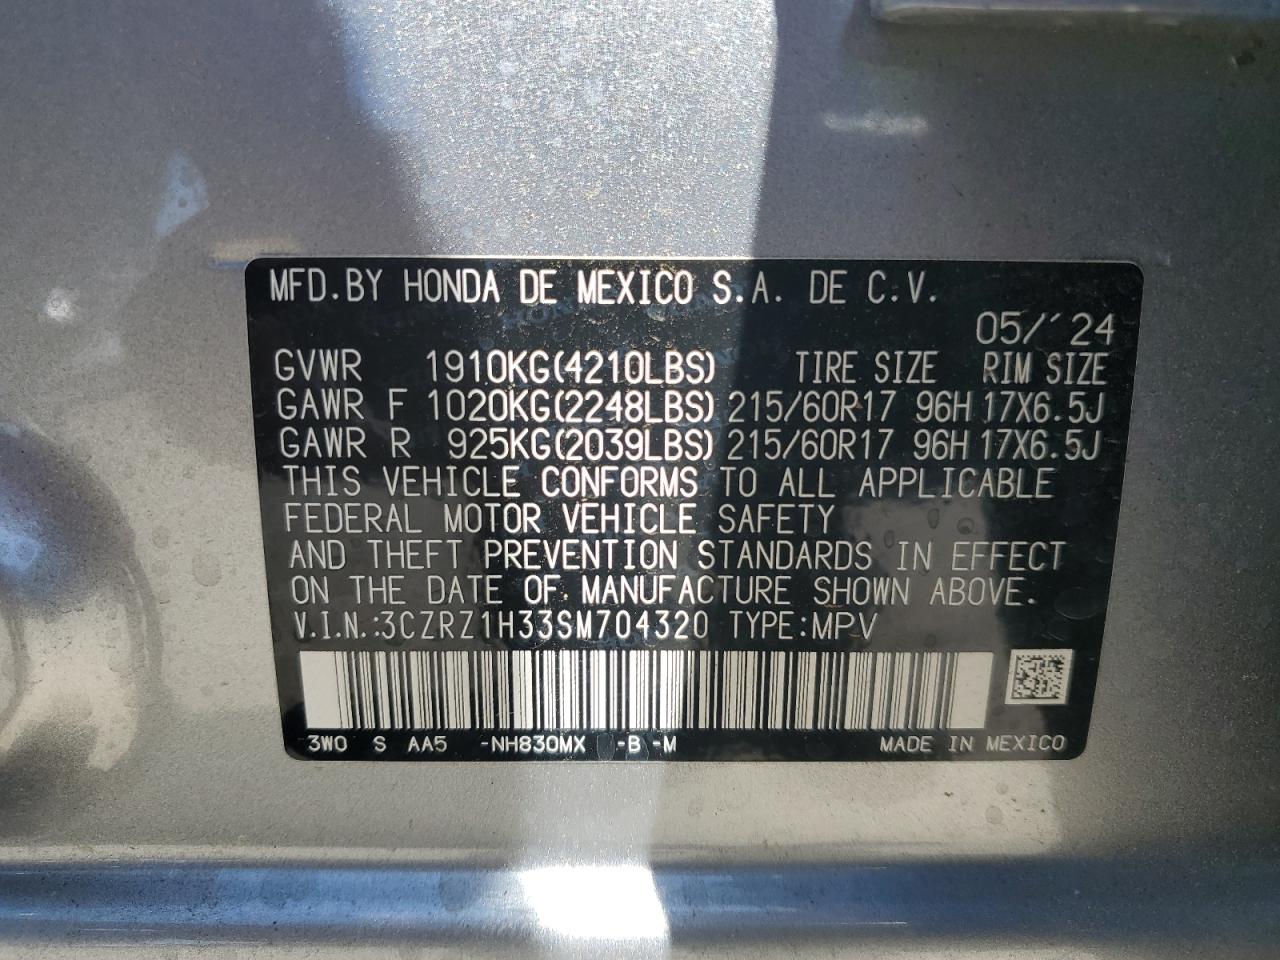 MFD.BY HONDA DE MEXICO S.A. DE C.V.
05/'24
GVWR 1910KG(4210LBS) TIRE SIZE RIM SIZE
GAWR F 1020KG(2248LBS) 215/60R17 96H 17X6.5J
GAWR R 925KG(2039LBS) 215/60R17 96H 17X6.5J
THIS VEHICLE CONFORMS TO ALL APPLICABLE
FEDERAL MOTOR VEHICLE SAFETY
AND THEFT PREVENTION STANDARDS IN EFFECT
ON THE DATE OF MANUFACTURE SHOWN ABOVE.
V.I.N.:3CZRZ1H33SM704320 TYPE:MPV
3W0 S AA5 -NH830MX -B -M MADE IN MEXICO